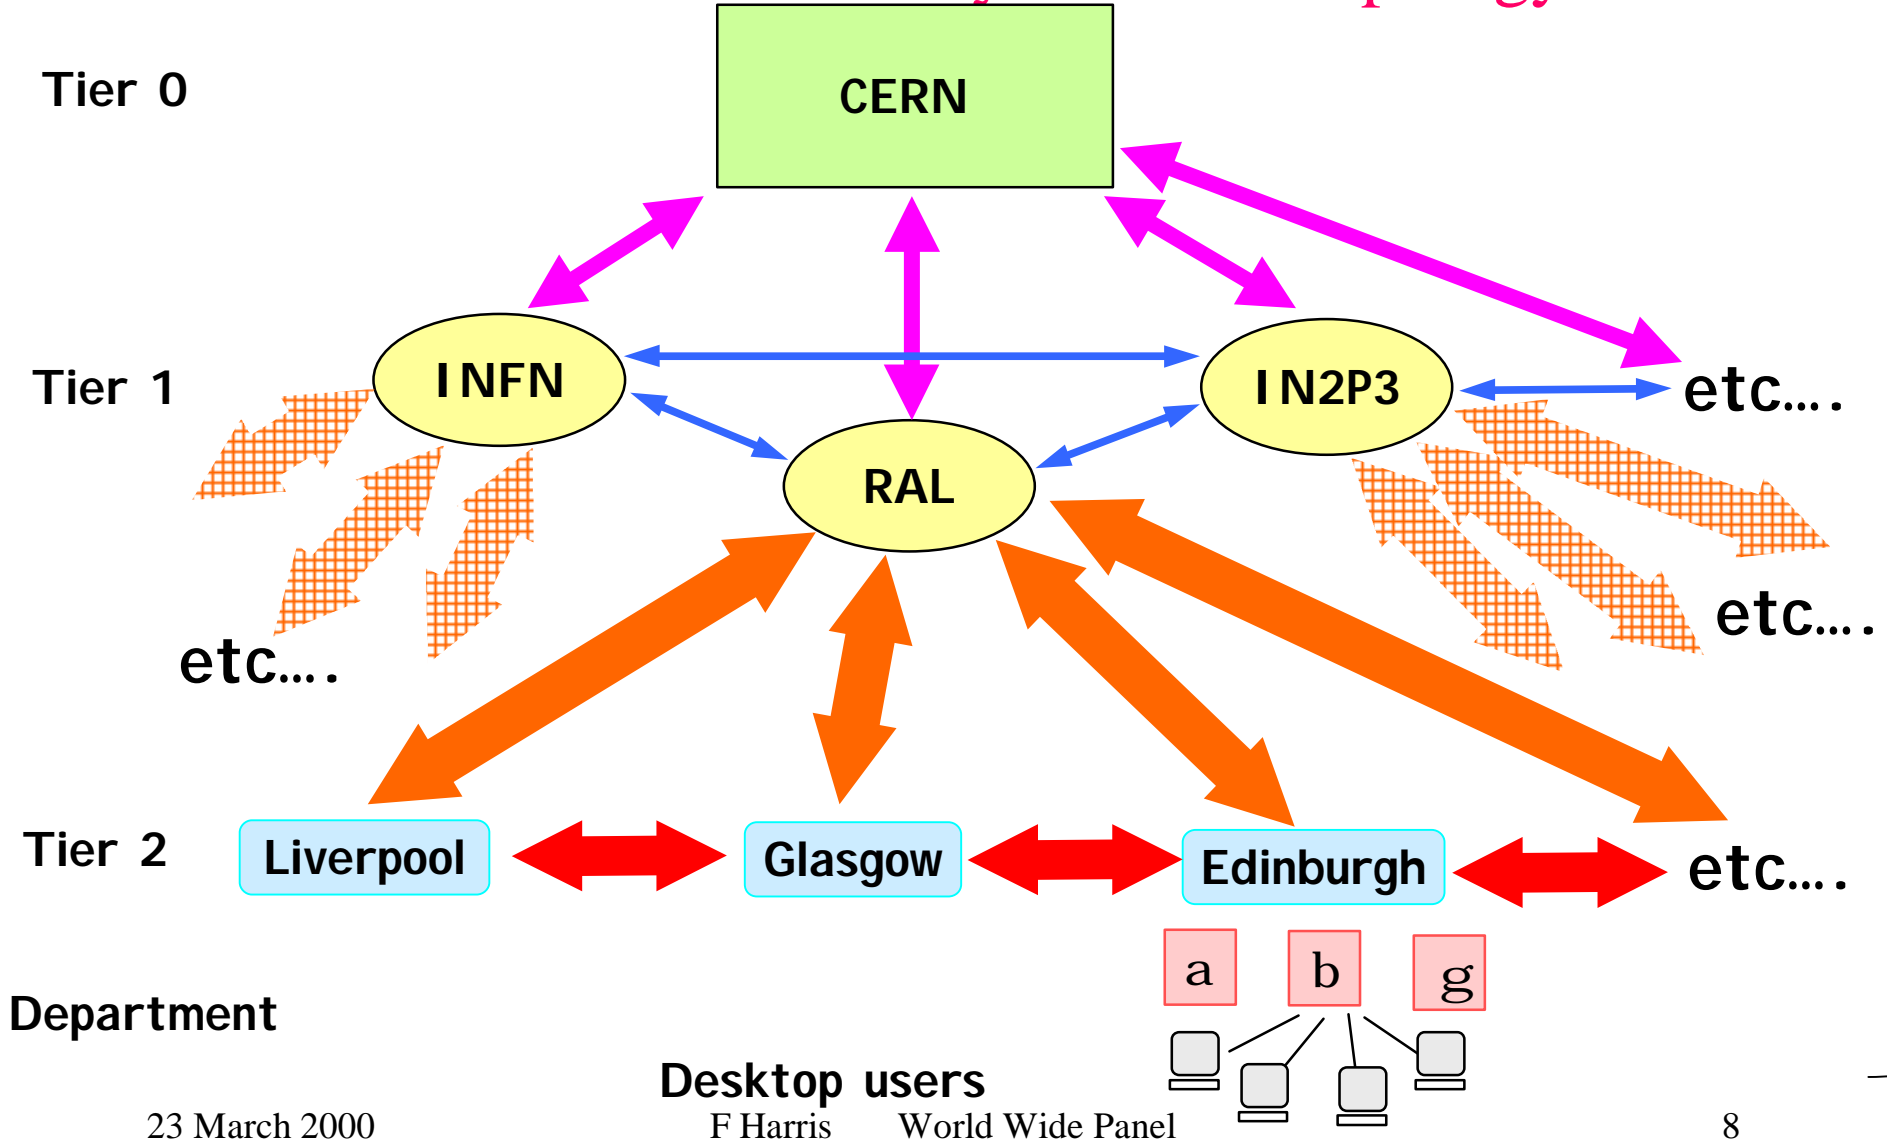 Tier 0
CERN
INFN
IN2P3
Tier 1
etc....
RAL
etc....
etc....
Tier 2
Liverpool
Glasgow
Edinburgh
etc....
a
b
g
Department
Desktop users
23 March 2000
F Harris World Wide Panel
8